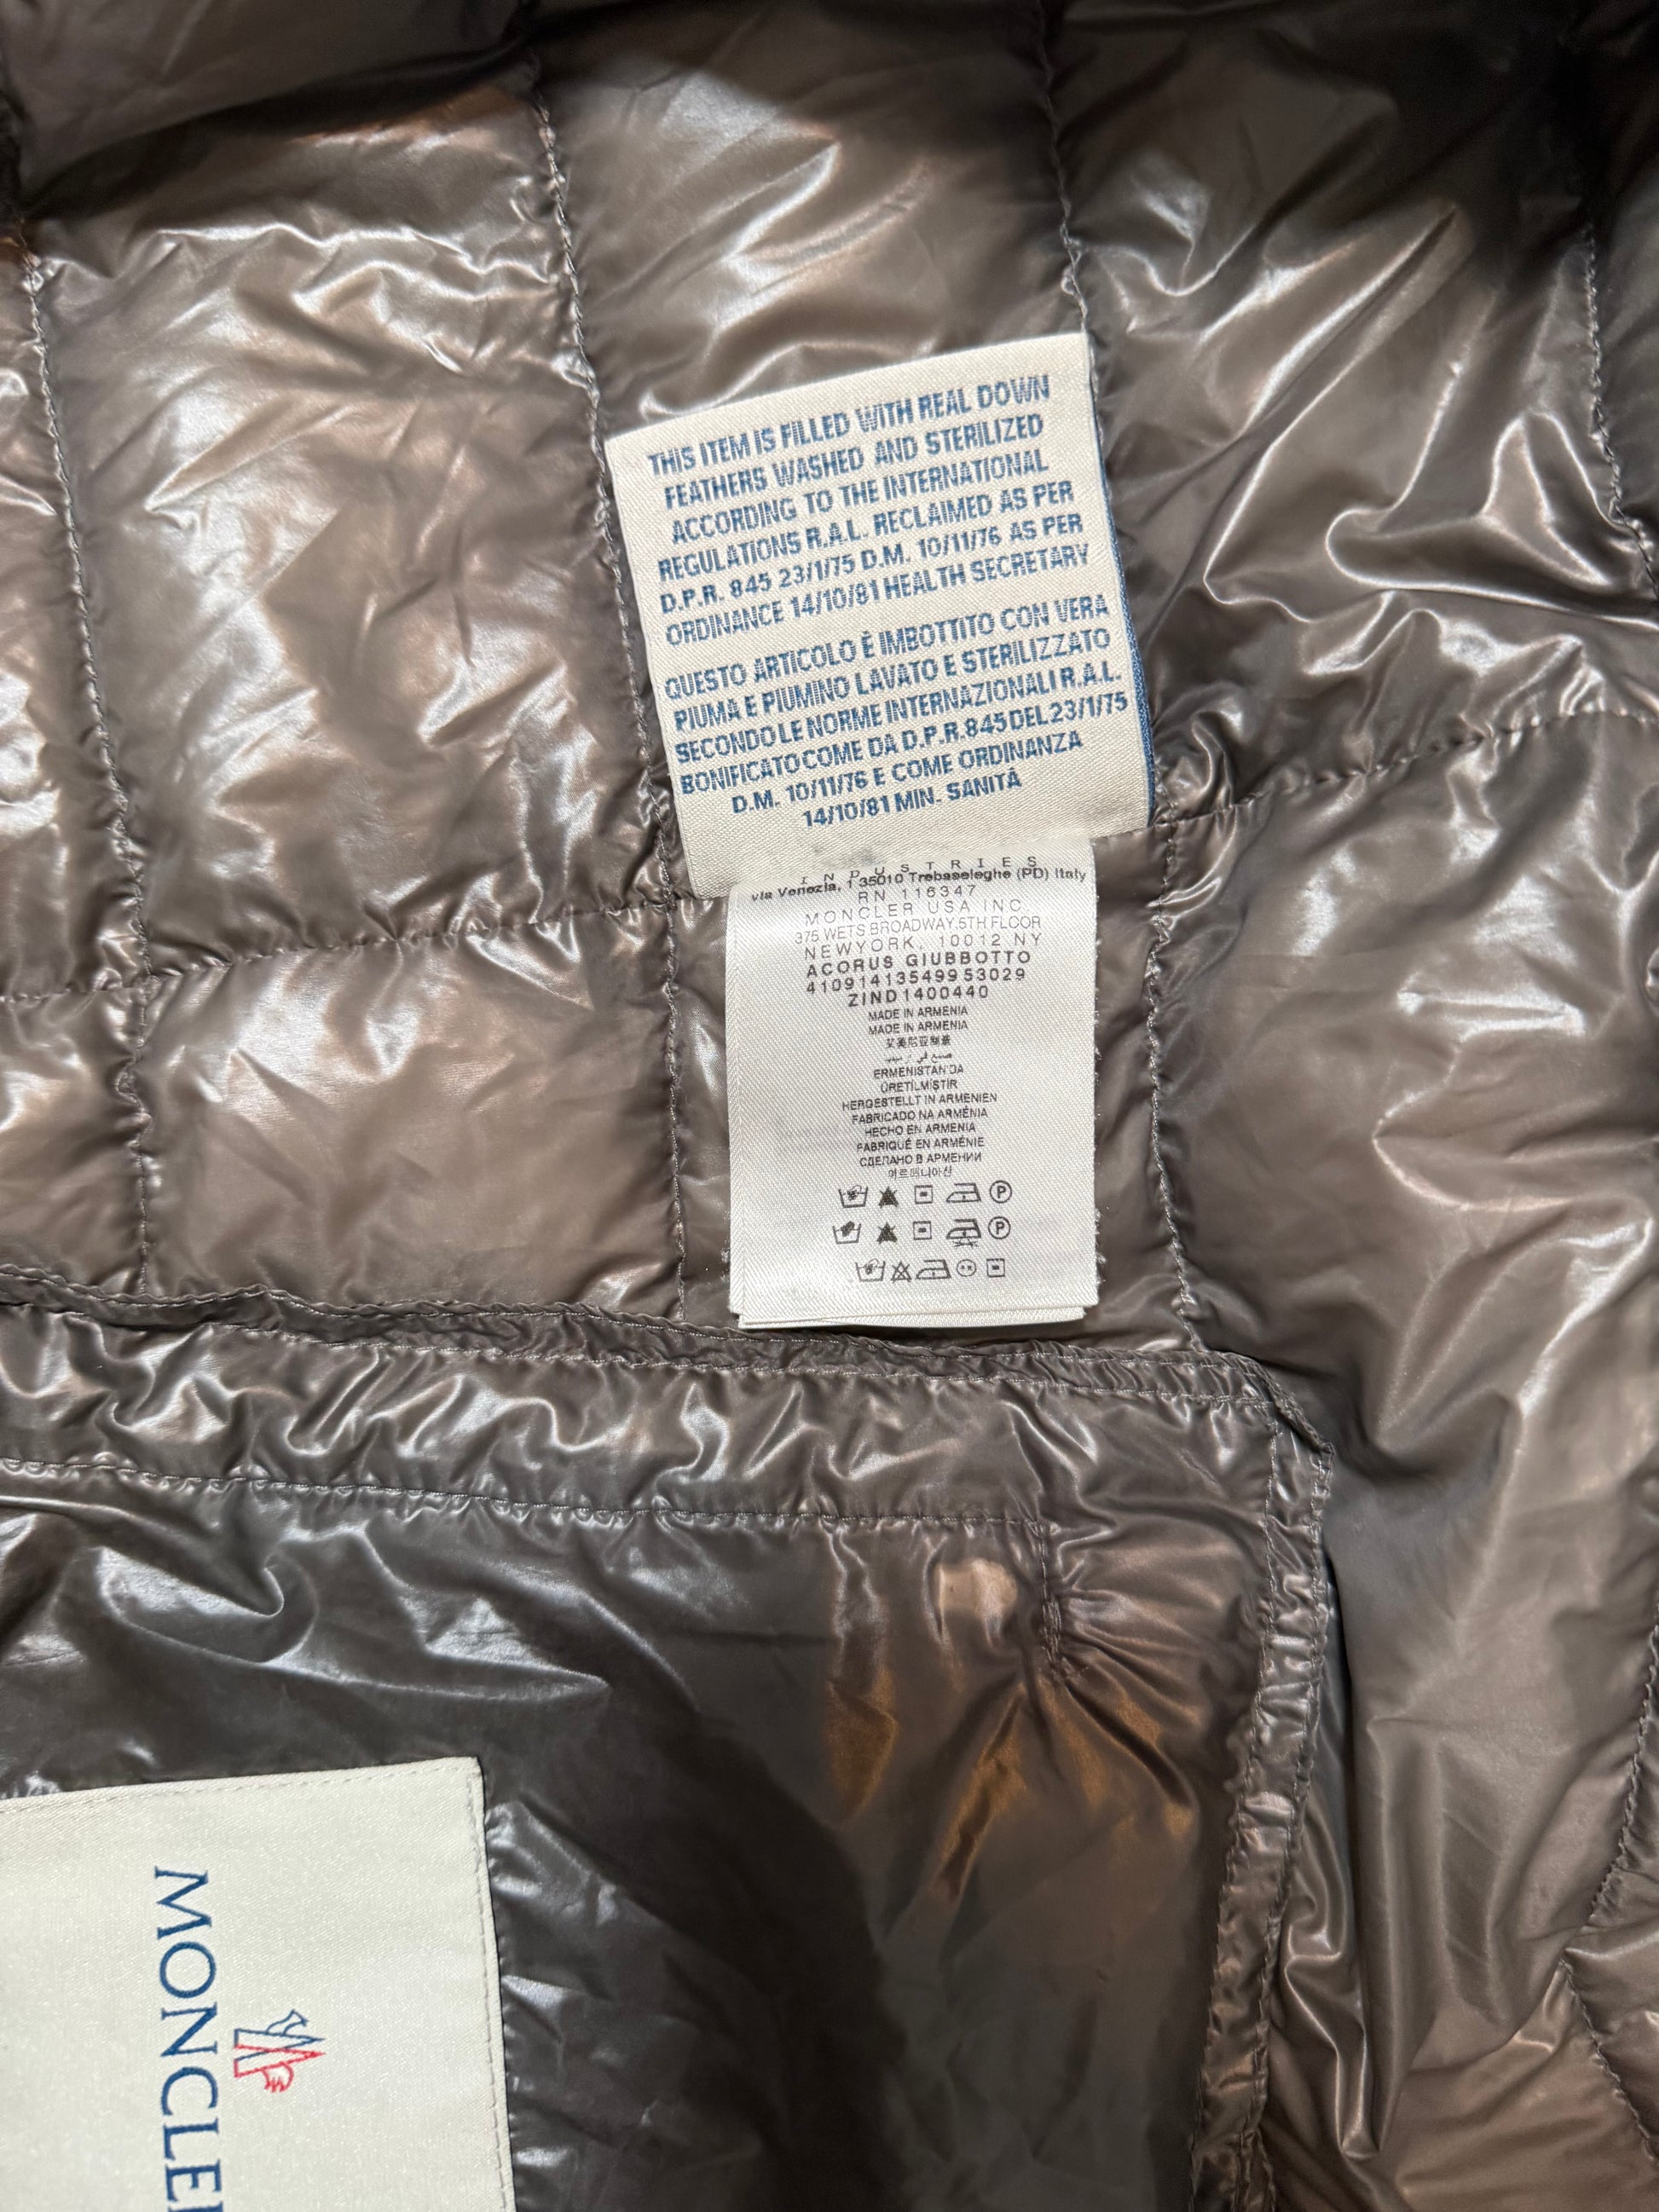 THIS ITEM IS FILLED WITH REAL DOWN
FEATHERS WASHED AND STERILIZED
ACCORDING TO THE INTERNATIONAL
REGULATIONS R.A.L. RECLAIMED AS PER
D.P.R. 845 23/1/75 D.M. 10/11/76 AS PER
ORDINANCE 14/10/81 HEALTH SECRETARY
QUESTO ARTICOLO È IMBOTTITO CON VERA
PIUMA E PIUMINO LAVATO E STERILIZZATO
SECONDO LE NORME INTERNAZIONALI R.A.L.
BONIFICATO COME DA D.P.R. 845 DEL 23/1/75
D.M. 10/11/76 E COME ORDINANZA
14/10/81 MIN. SANITÀ
INDUSTRIES
via Venezia, 1 35010 Trebaseleghe (PD) Italy
RN 116347
MONCLER USA INC
375 WETS BROADWAY.5TH FLCOR
NEWYORK, 10012 NY
ACORUS GIUBBOTTO
41091413549953029
ZIND1400440
MADE IN ARMENIA
MADE IN ARMENIA
ERMENISTAN'DA
ÜRETİLMİŞTİR
HERGESTELLT IN ARMENIEN
FABRICADO NA ARMÉNIA
HECHO EN ARMENIA
FABRIQUÉ EN ARMÉNIE
СДЕЛАНО В АРМЕНИИ
P
P
MONCLER